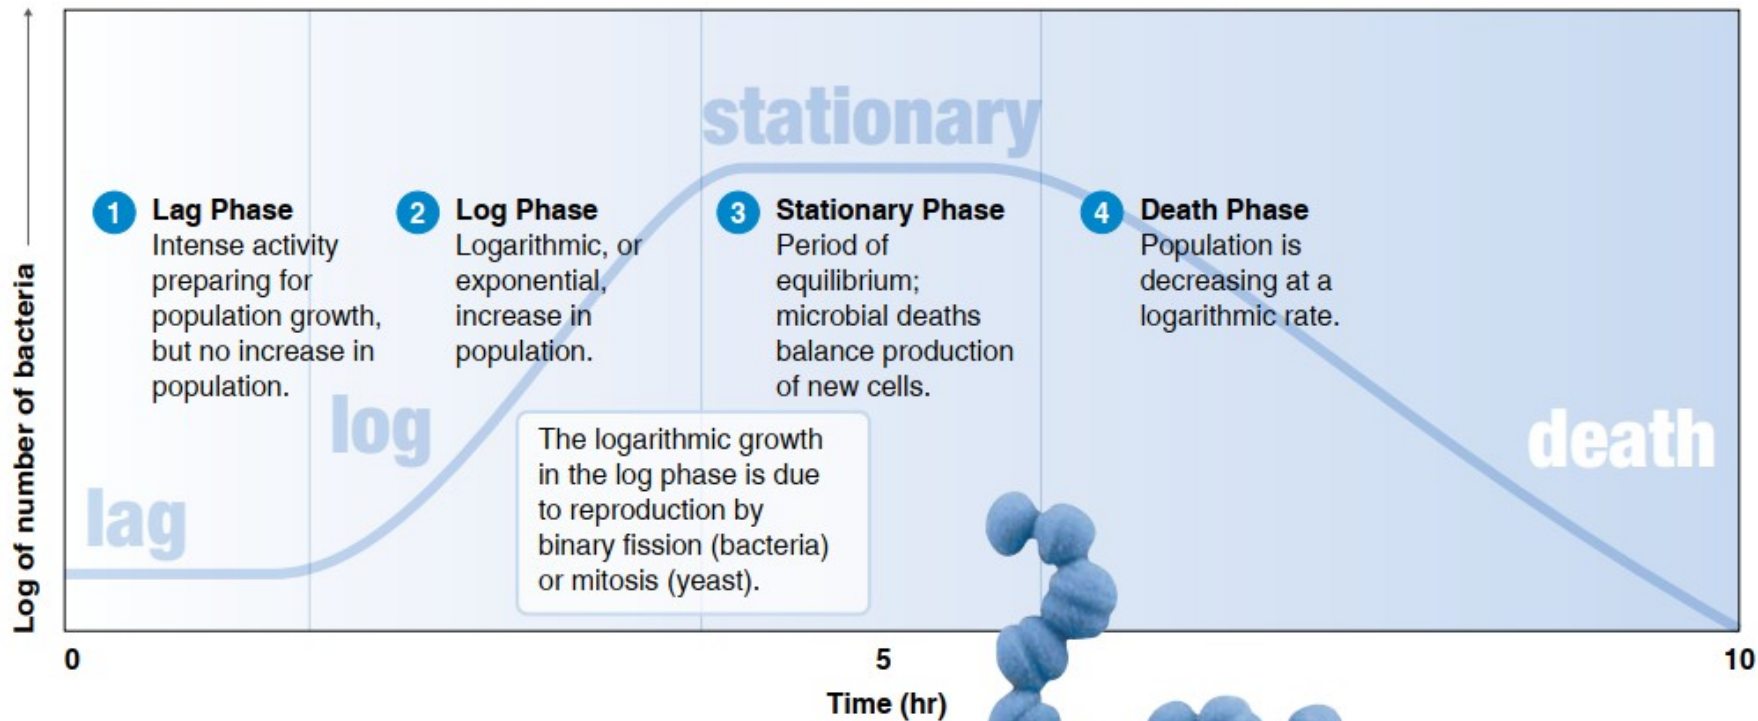 Log of number of bacteria
stationary
1 Lag Phase
Intense activity
preparing for
population growth,
but no increase in
population.
2 Log Phase
Logarithmic, or
exponential,
increase in
population.
3 Stationary Phase
Period of
equilibrium;
microbial deaths
balance production
of new cells.
4 Death Phase
Population is
decreasing at a
logarithmic rate.
log
lag
The logarithmic growth
in the log phase is due
to reproduction by
binary fission (bacteria)
or mitosis (yeast).
death
0 5 10
Time (hr)